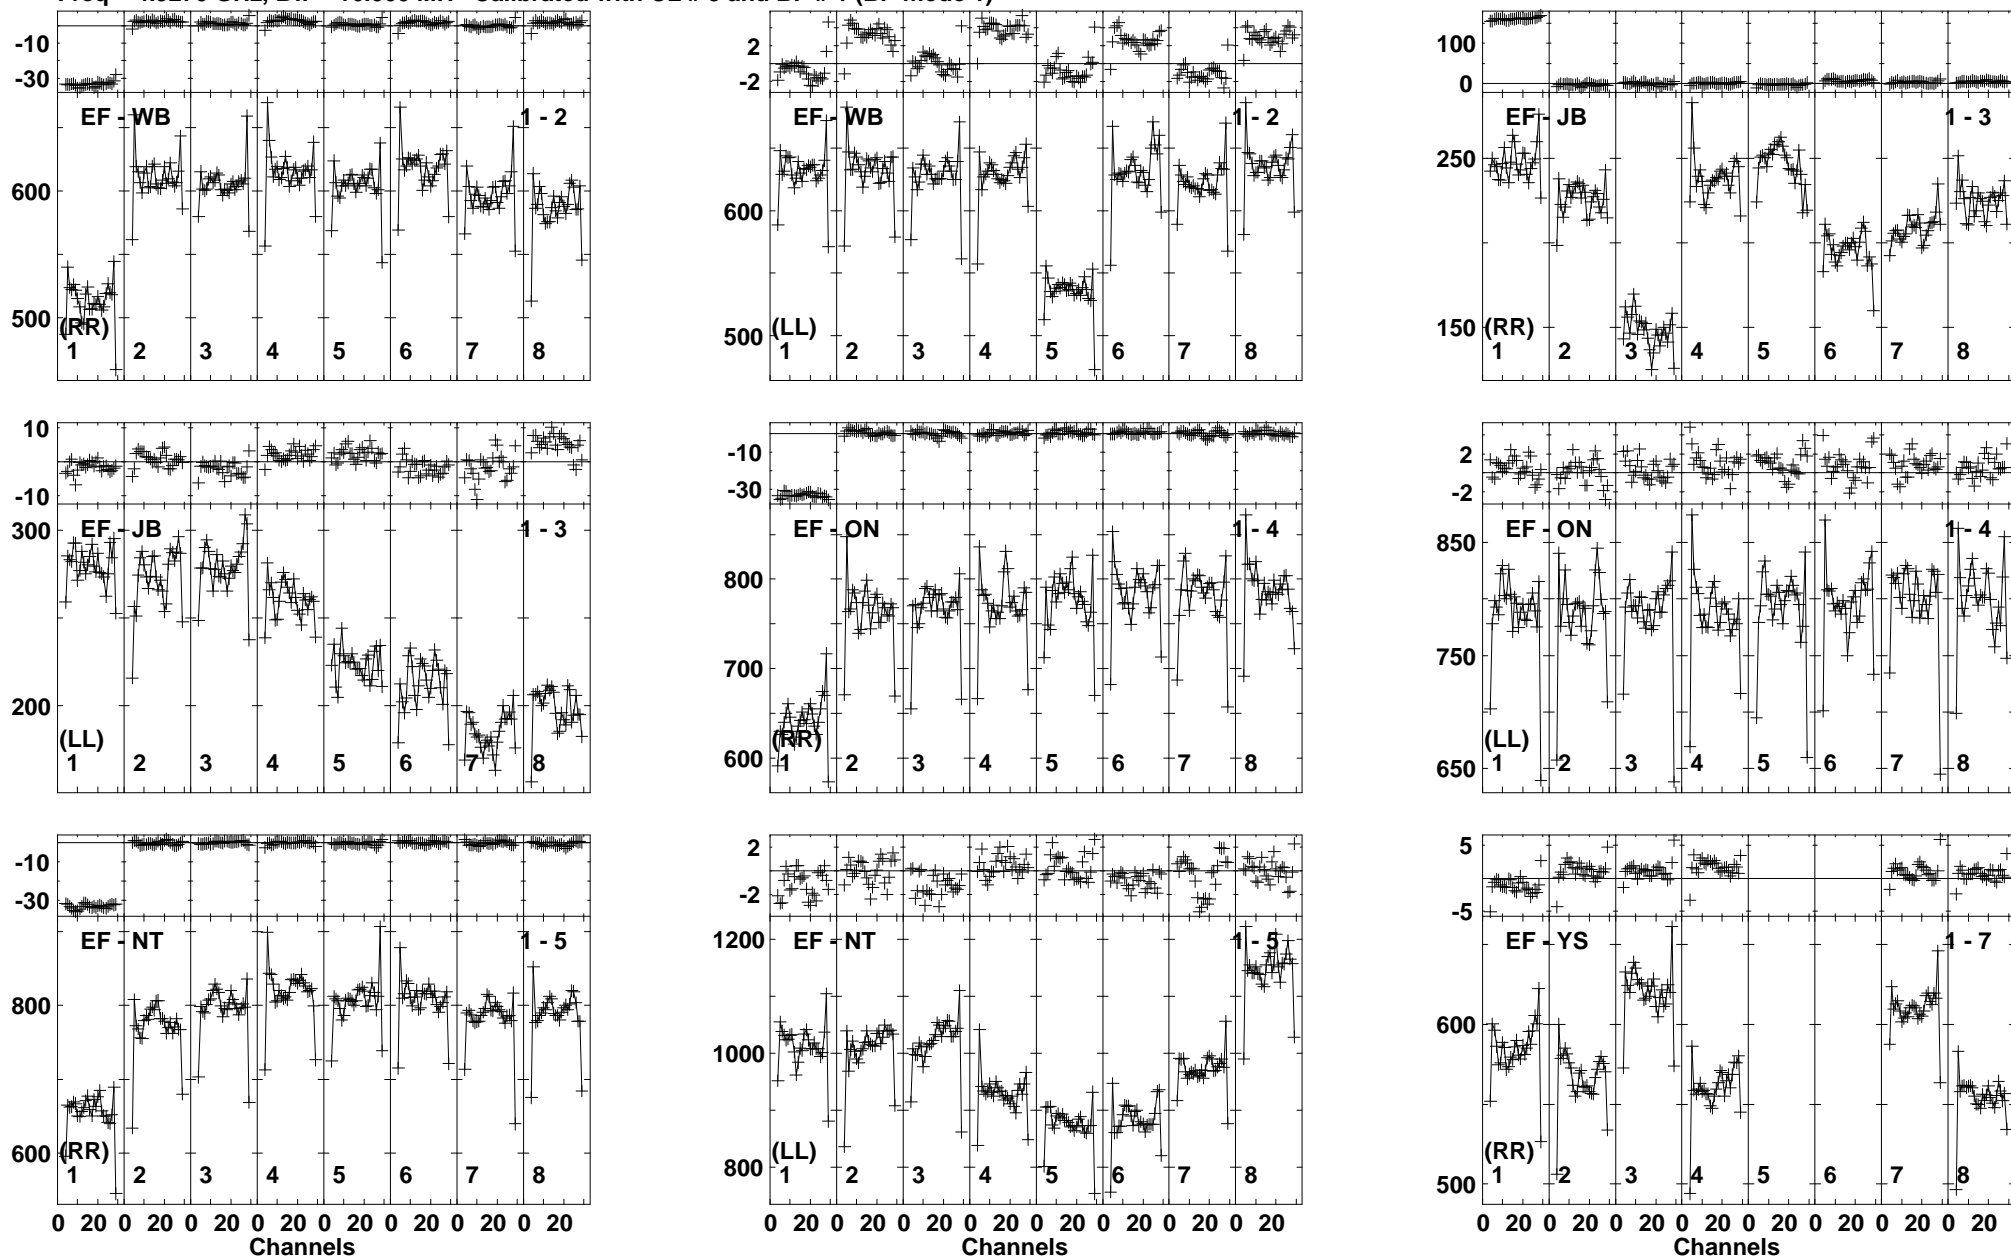 -10
-30
EF - WB
1 - 2
600
500
(RR)
1 2 3 4 5 6 7 8
2
-2
EF - WB
1 - 2
600
500
(LL)
1 2 3 4 5 6 7 8
100
0
EF - JB
1 - 3
250
150
(RR)
1 2 3 4 5 6 7 8
10
-10
EF - JB
1 - 3
300
200
(LL)
1 2 3 4 5 6 7 8
-10
-30
EF - ON
1 - 4
800
700
600
(RR)
1 2 3 4 5 6 7 8
2
-2
EF - ON
1 - 4
850
750
650
(LL)
1 2 3 4 5 6 7 8
-10
-30
EF - NT
1 - 5
800
600
(RR)
1 2 3 4 5 6 7 8
0 20 0 20 0 20 0 20 0 20 0 20 0 20 0 20
Channels
2
-2
EF - NT
1 - 5
1200
1000
800
(LL)
1 2 3 4 5 6 7 8
0 20 0 20 0 20 0 20 0 20 0 20 0 20 0 20
Channels
5
-5
EF - YS
1 - 7
600
500
(RR)
1 2 3 4 5 6 7 8
0 20 0 20 0 20 0 20 0 20 0 20 0 20 0 20
Channels